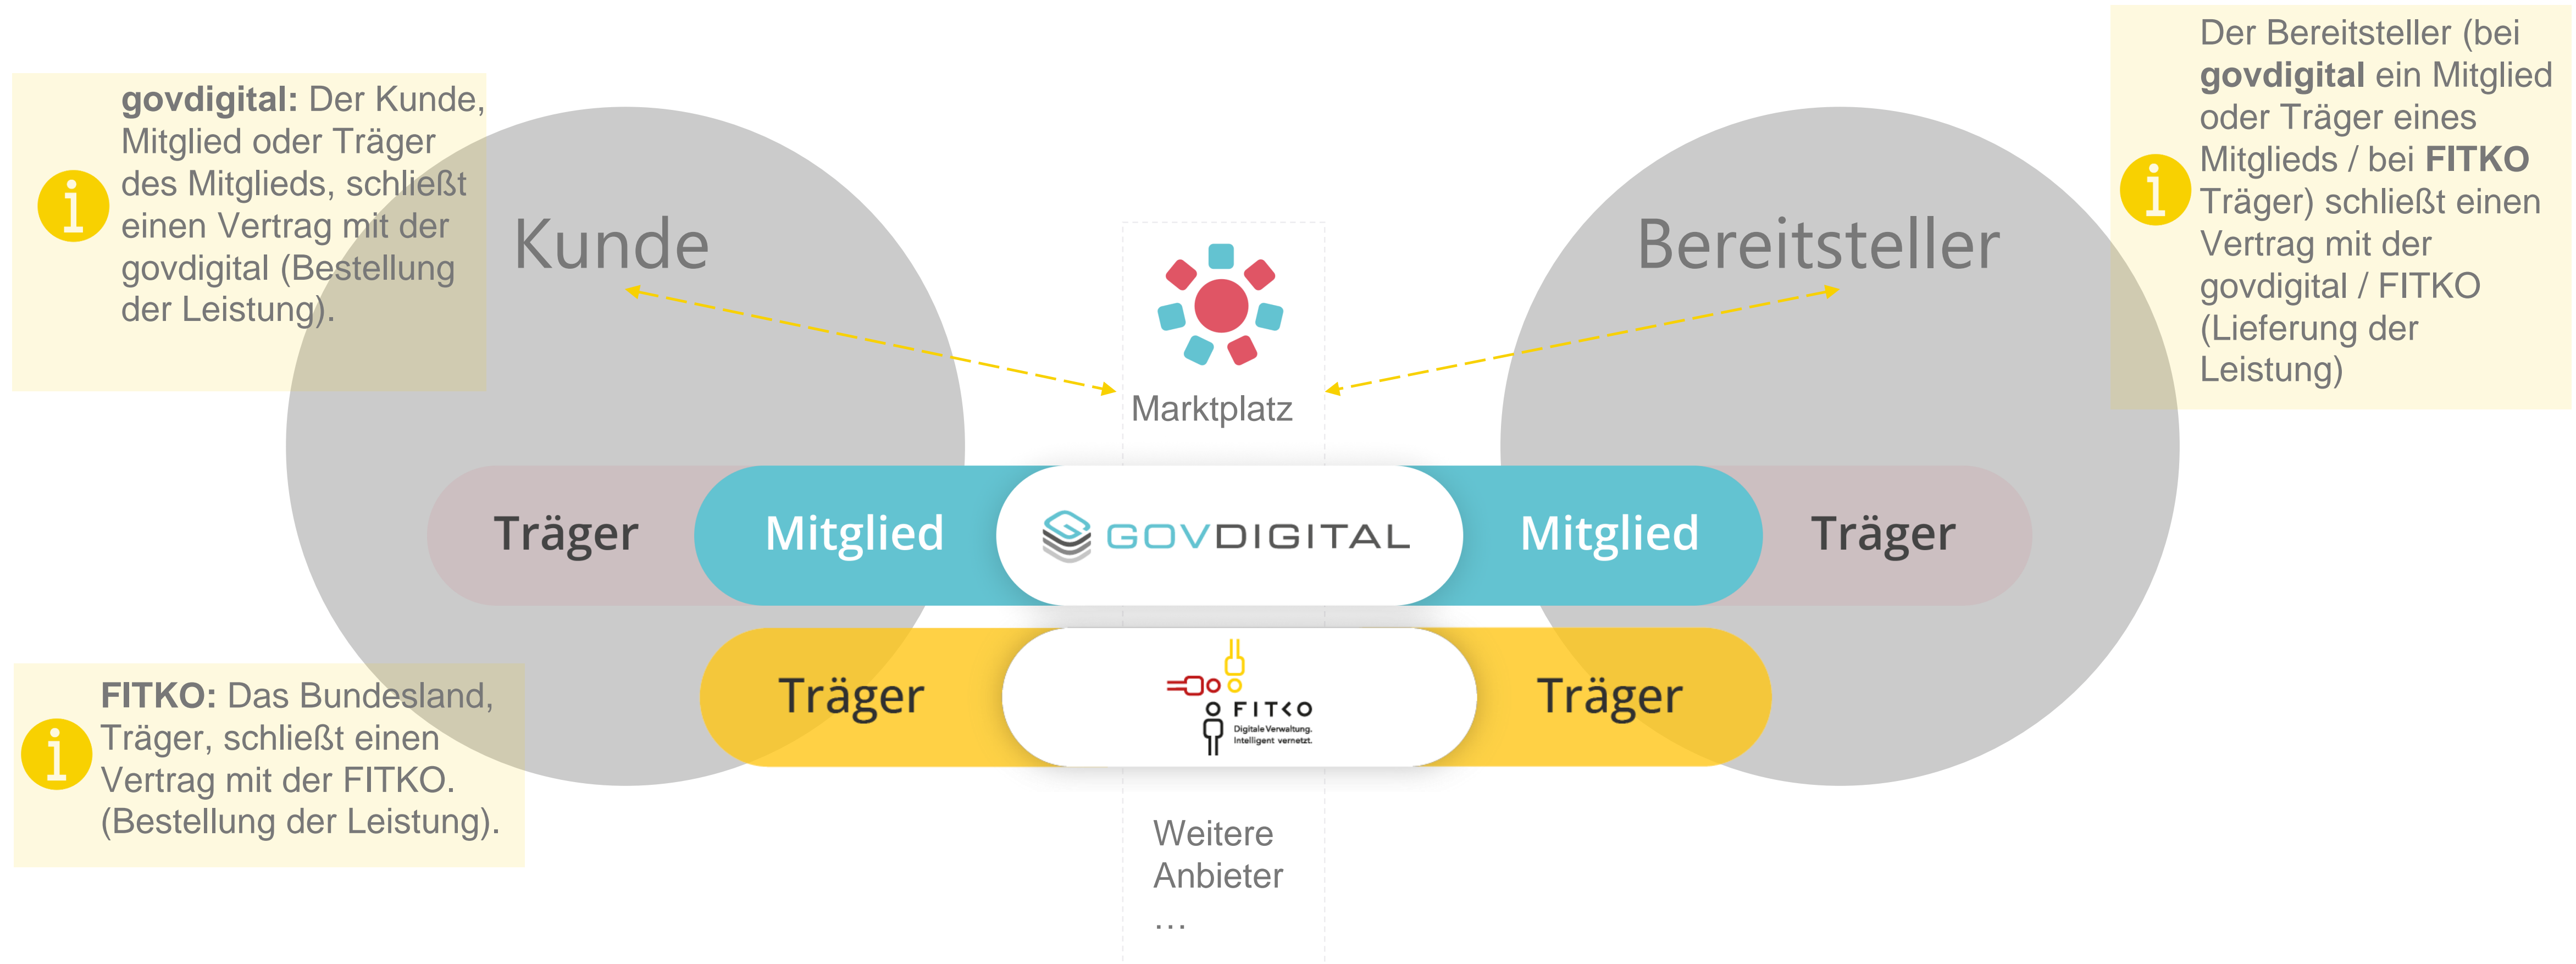 govdigital: Der Kunde,
Mitglied oder Träger
des Mitglieds, schließt
einen Vertrag mit der
govdigital (Bestellung
der Leistung).
Kunde
Marktplatz
Bereitsteller
Der Bereitsteller (bei
govdigital ein Mitglied
oder Träger eines
Mitglieds / bei FITKO
Träger) schließt einen
Vertrag mit der
govdigital / FITKO
(Lieferung der
Leistung)
Träger Mitglied GOVDIGITAL Mitglied Träger
FITKO: Das Bundesland,
Träger, schließt einen
Vertrag mit der FITKO.
(Bestellung der Leistung).
Träger
FITKO
Digitale Verwaltung.
Intelligent vernetzt.
Träger
Weitere
Anbieter
…